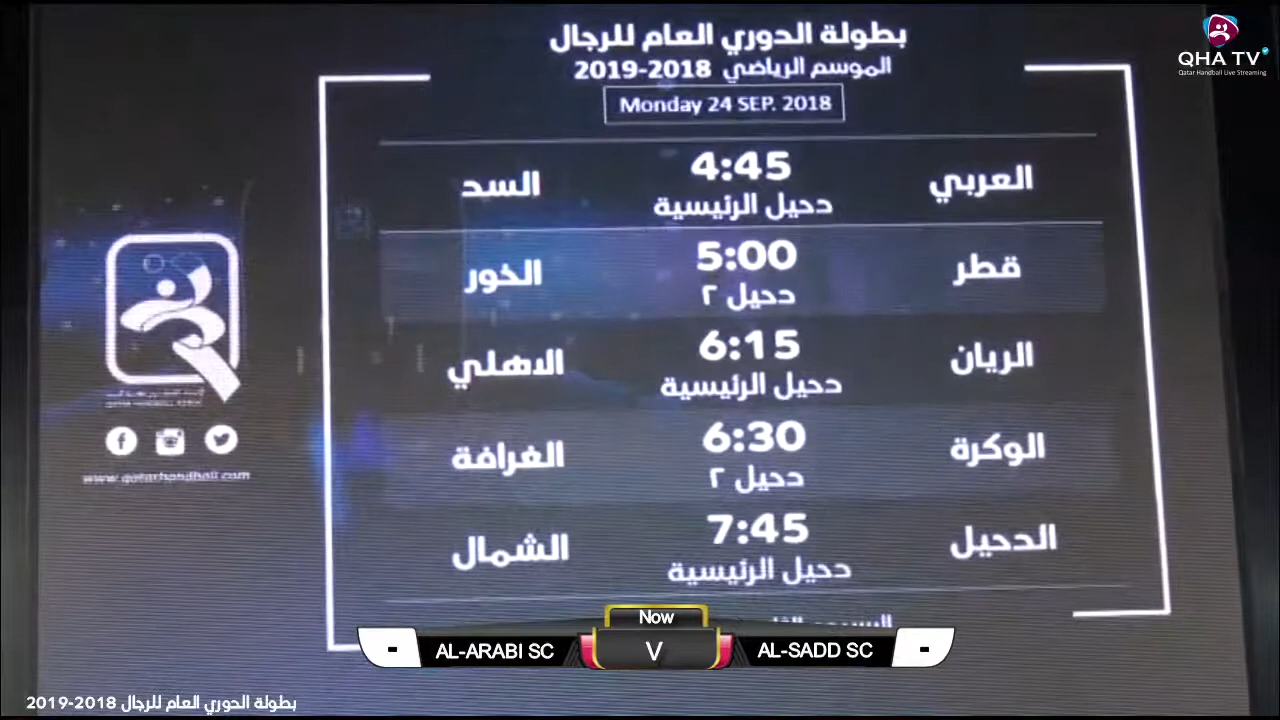 بطولة الدوري العام للرجال
الموسم الرياضي 2018-2019
Monday 24 SEP. 2018
العربي 4:45 السد
دحيل الرئيسية
قطر 5:00 الخور
دحيل ٢
الريان 6:15 الاهلي
دحيل الرئيسية
الوكرة 6:30 الغرافة
دحيل ٢
الدحيل 7:45 الشمال
دحيل الرئيسية
www.qatarhandball.com
QHA TV
Qatar Handball Live Streaming
Now
- AL-ARABI SC V AL-SADD SC -
بطولة الدوري العام للرجال 2018-2019